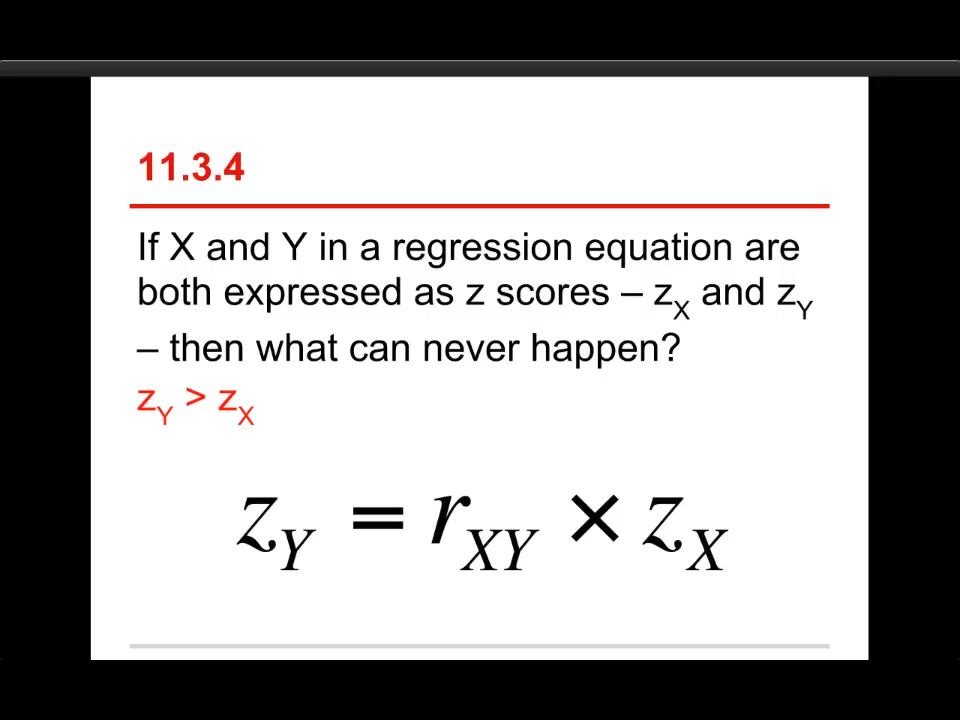 11.3.4
If X and Y in a regression equation are
both expressed as z scores – zX and zY
– then what can never happen?
zY > zX
zY = rXY × zX